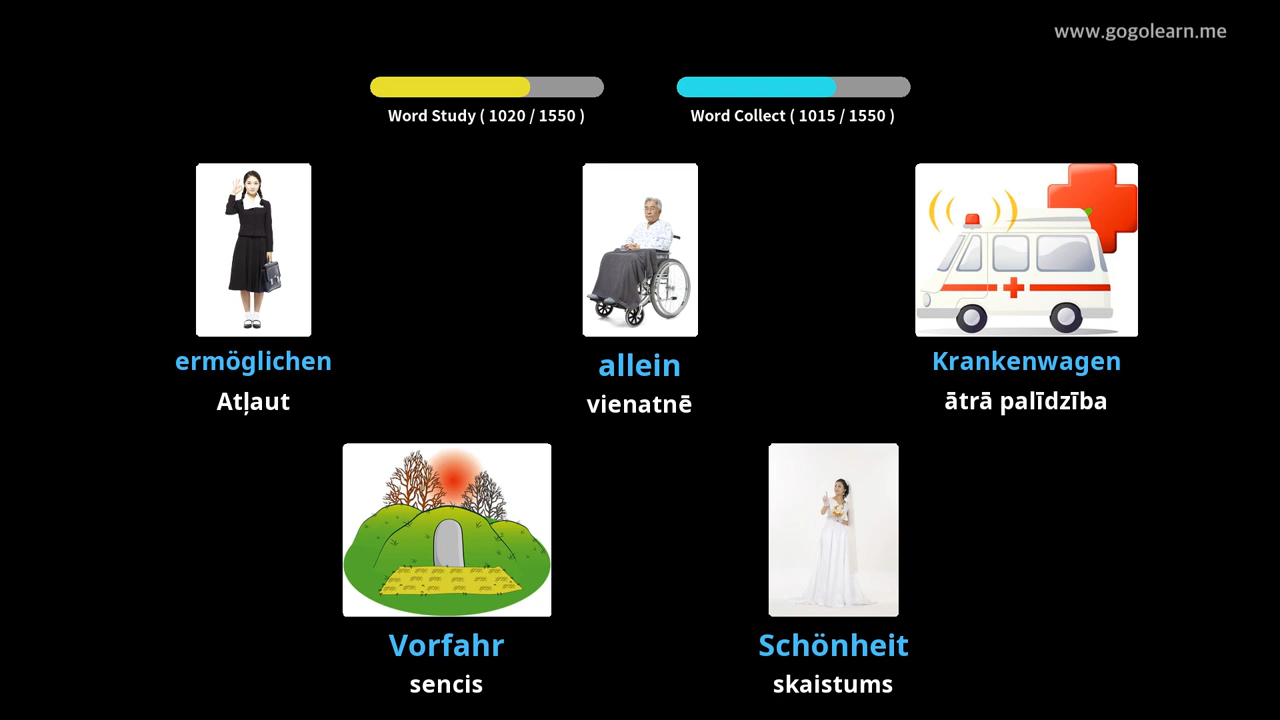 www.gogolearn.me
Word Study ( 1020 / 1550 )
Word Collect ( 1015 / 1550 )
ermöglichen
Atļaut
allein
vienatnē
Krankenwagen
ātrā palīdzība
Vorfahr
sencis
Schönheit
skaistums